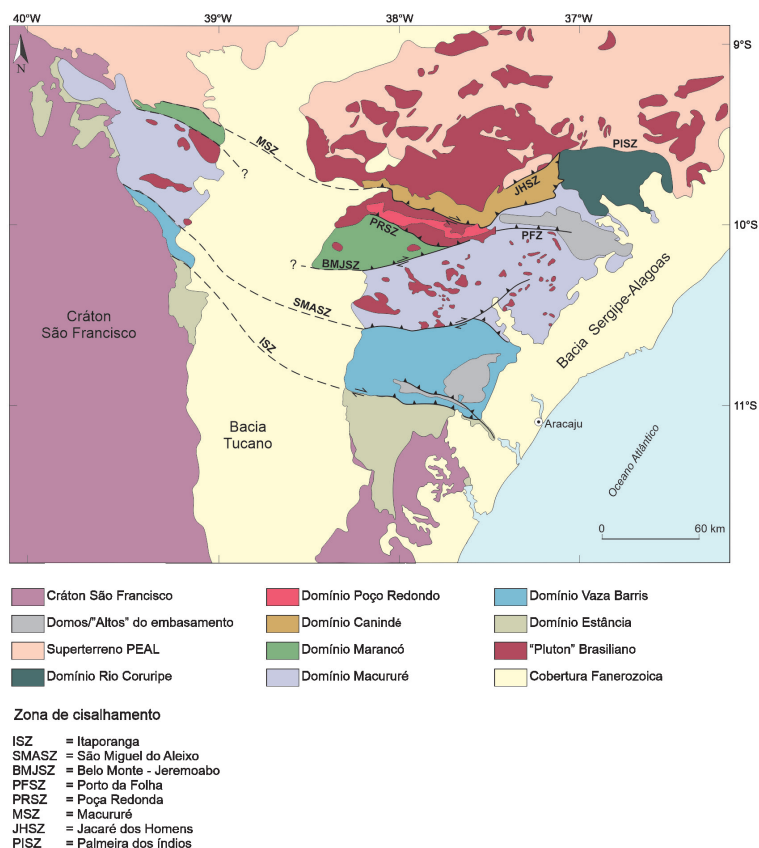 40°W 39°W 38°W 37°W
9°S
N
MSZ
PISZ
?
JHSZ
PRSZ
PFZ
10°S
BMJSZ
?
SMASZ
ISZ
Cráton
São Francisco
Bacia Sergipe-Alagoas
Bacia
Tucano
11°S
Aracaju
Oceano Atlântico
0 60 km
Cráton São Francisco
Domos/"Altos" do embasamento
Superterreno PEAL
Domínio Rio Coruripe
Domínio Poço Redondo
Domínio Canindé
Domínio Marancó
Domínio Macururé
Domínio Vaza Barris
Domínio Estância
"Pluton" Brasiliano
Cobertura Fanerozoica
Zona de cisalhamento
ISZ = Itaporanga
SMASZ = São Miguel do Aleixo
BMJSZ = Belo Monte - Jeremoabo
PFSZ = Porto da Folha
PRSZ = Poça Redonda
MSZ = Macururé
JHSZ = Jacaré dos Homens
PISZ = Palmeira dos índios